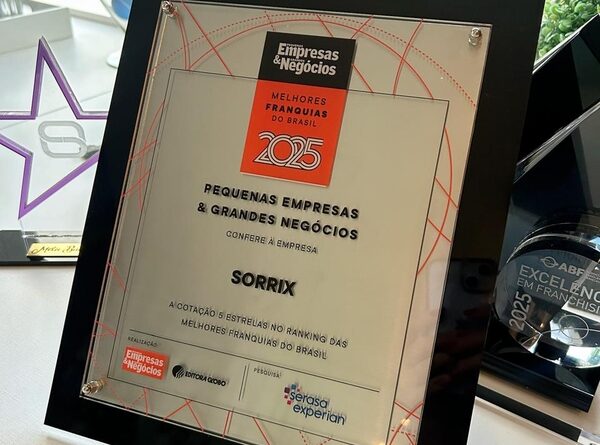 Empresas
& Negócios
MELHORES
FRANQUIAS
DO BRASIL
2025
PEQUENAS EMPRESAS
& GRANDES NEGÓCIOS
CONFERE À EMPRESA
SORRIX
A COTAÇÃO 5 ESTRELAS NO RANKING DAS
MELHORES FRANQUIAS DO BRASIL
REALIZAÇÃO:
Empresas
& Negócios
EDITORA GLOBO
PESQUISA:
Serasa
experian
ABF
EXCELÊNC
EM FRANCHISI
2025